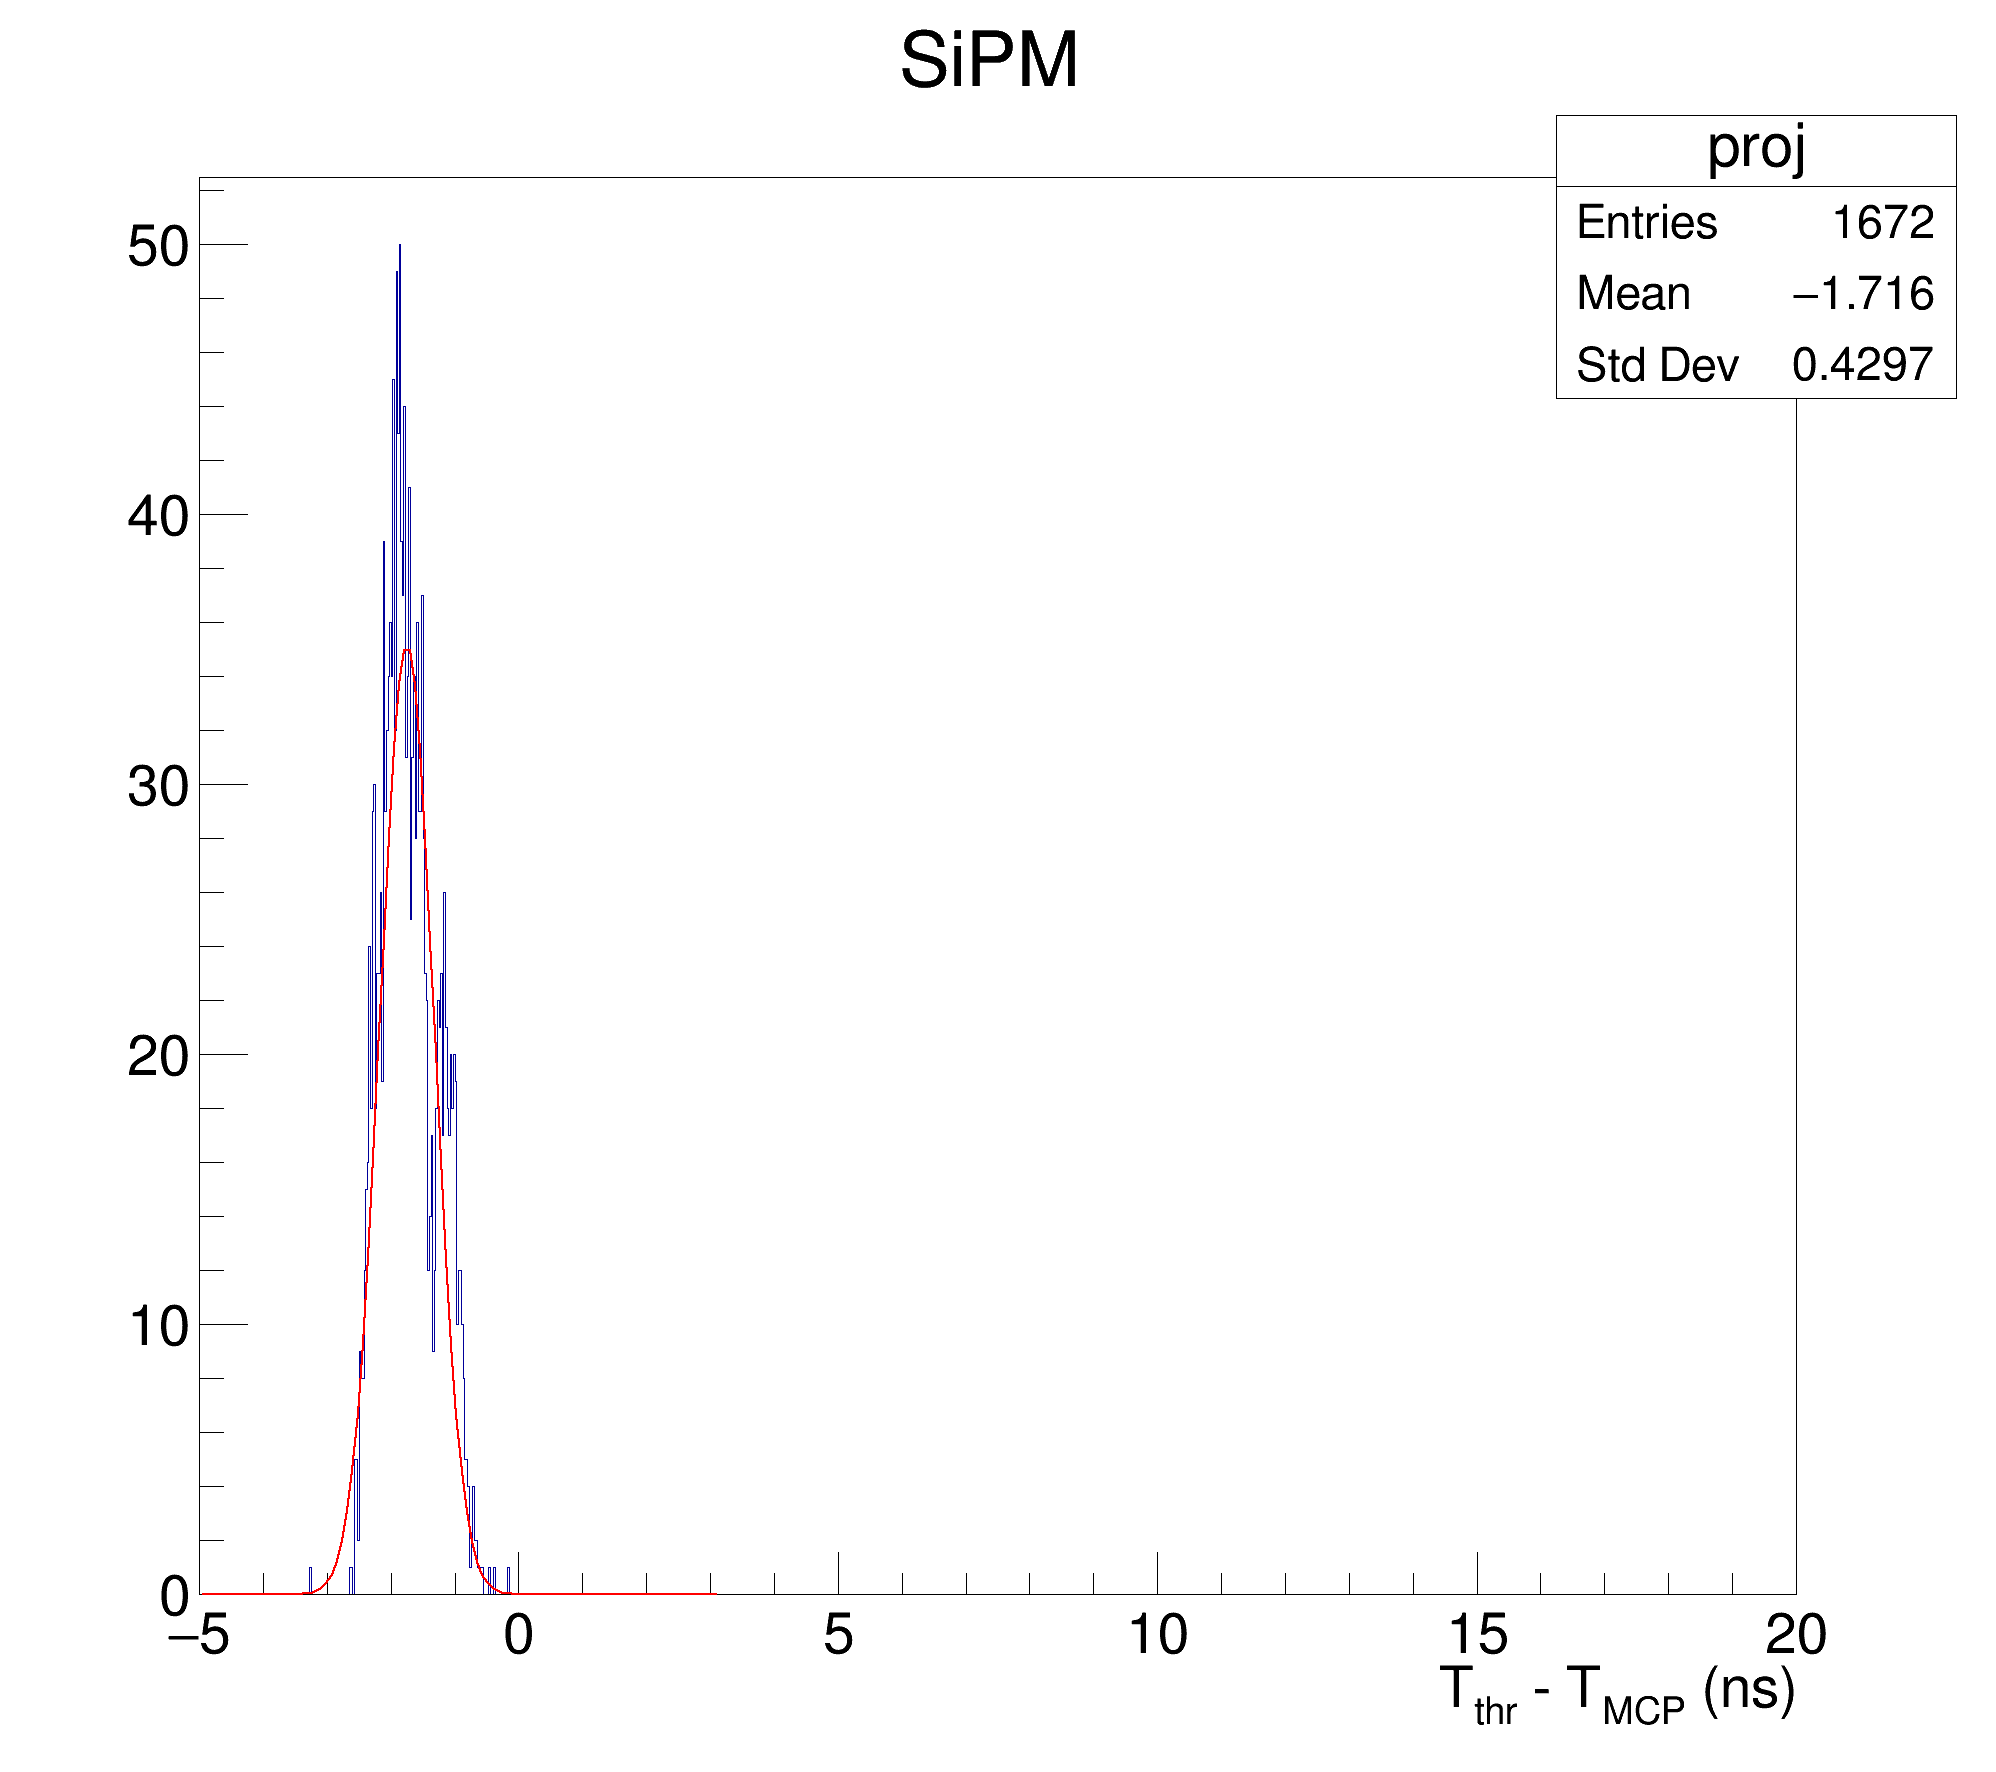 SiPM
proj
Entries 1672
Mean −1.716
Std Dev 0.4297
50
40
30
20
10
0
−5 0 5 10 15 20
T_thr - T_MCP (ns)